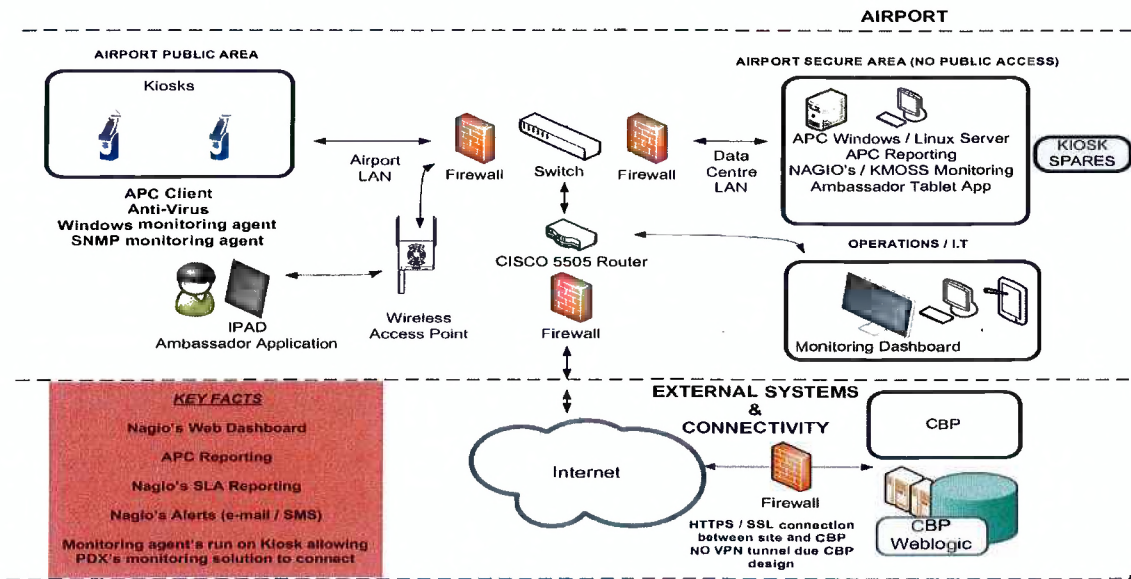 AIRPORT
AIRPORT PUBLIC AREA
Kiosks
APC Client
Anti-Virus
Windows monitoring agent
SNMP monitoring agent
IPAD
Ambassador Application
Airport
LAN
Wireless
Access Point
Firewall
Switch
Firewall
CISCO 5505 Router
Firewall
Data
Centre
LAN
AIRPORT SECURE AREA (NO PUBLIC ACCESS)
APC Windows / Linux Server
APC Reporting
NAGIO's / KMOSS Monitoring
Ambassador Tablet App
KIOSK
SPARES
OPERATIONS / I.T
Monitoring Dashboard
KEY FACTS
Nagio's Web Dashboard
APC Reporting
Nagio's SLA Reporting
Nagio's Alerts (e-mail / SMS)
Monitoring agent's run on Kiosk allowing
PDX's monitoring solution to connect
EXTERNAL SYSTEMS
&
CONNECTIVITY
Internet
Firewall
HTTPS / SSL connection
between site and CBP
NO VPN tunnel due CBP
design
CBP
CBP
Weblogic